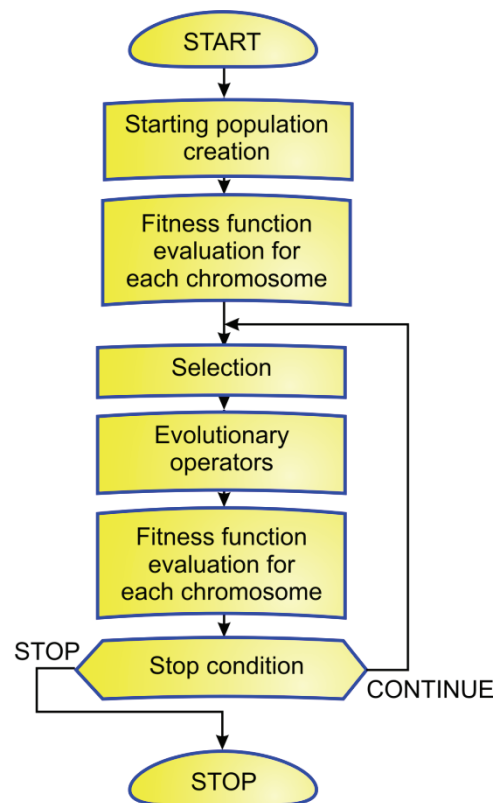 START
Starting population
creation
Fitness function
evaluation for
each chromosome
Selection
Evolutionary
operators
Fitness function
evaluation for
each chromosome
STOP
Stop condition
CONTINUE
STOP